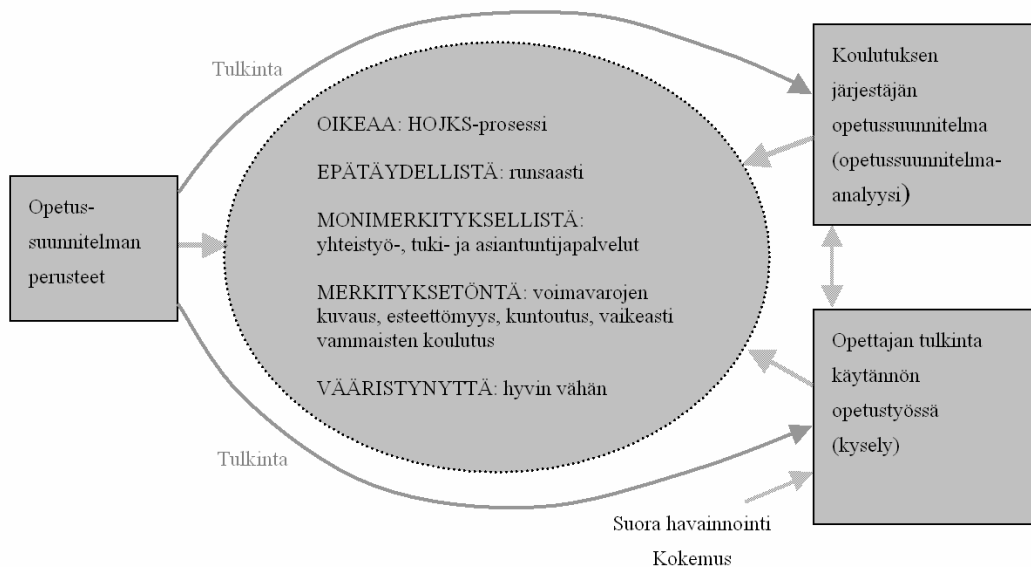 Tulkinta
Opetus-
suunnitelman
perusteet
OIKEAA: HOJKS-prosessi
EPÄTÄYDELLISTÄ: runsaasti
MONIMERKITYKSELLISTÄ:
yhteistyö-, tuki- ja asiantuntijapalvelut
MERKITYKSETÖNTÄ: voimavarojen
kuvaus, esteettömyys, kuntoutus, vaikeasti
vammaisten koulutus
VÄÄRISTYNYTTÄ: hyvin vähän
Tulkinta
Koulutuksen
järjestäjän
opetussuunnitelma
(opetussuunnitelma-
analyysi)
Opettajan tulkinta
käytännön
opetustyössä
(kysely)
Suora havainnointi
Kokemus